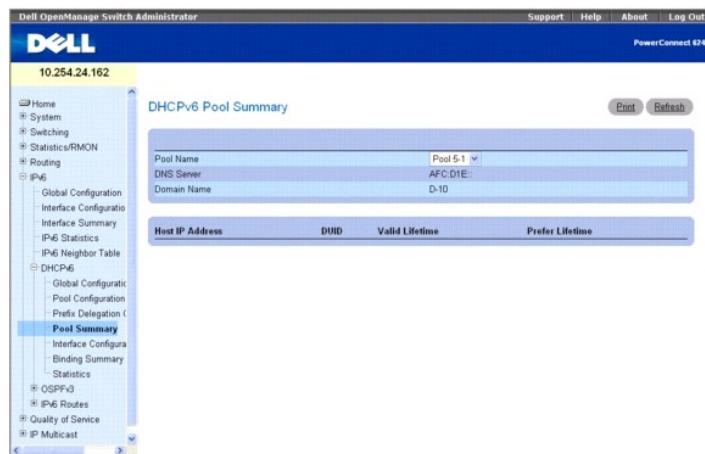 Dell OpenManage Switch Administrator
Support Help About Log Out
DELL
PowerConnect 624
10.254.24.162
Home
System
Switching
Statistics/RMON
Routing
IPv6
Global Configuration
Interface Configuratio
Interface Summary
IPv6 Statistics
IPv6 Neighbor Table
DHCPv6
Global Configuratic
Pool Configuration
Prefix Delegation (
Pool Summary
Interface Configura
Binding Summary
Statistics
OSPFv3
IPv6 Routes
Quality of Service
IP Multicast
DHCPv6 Pool Summary
Print Refresh
Pool Name Pool 5-1
DNS Server AFC:D1E::
Domain Name D-10
Host IP Address DUID Valid Lifetime Prefer Lifetime